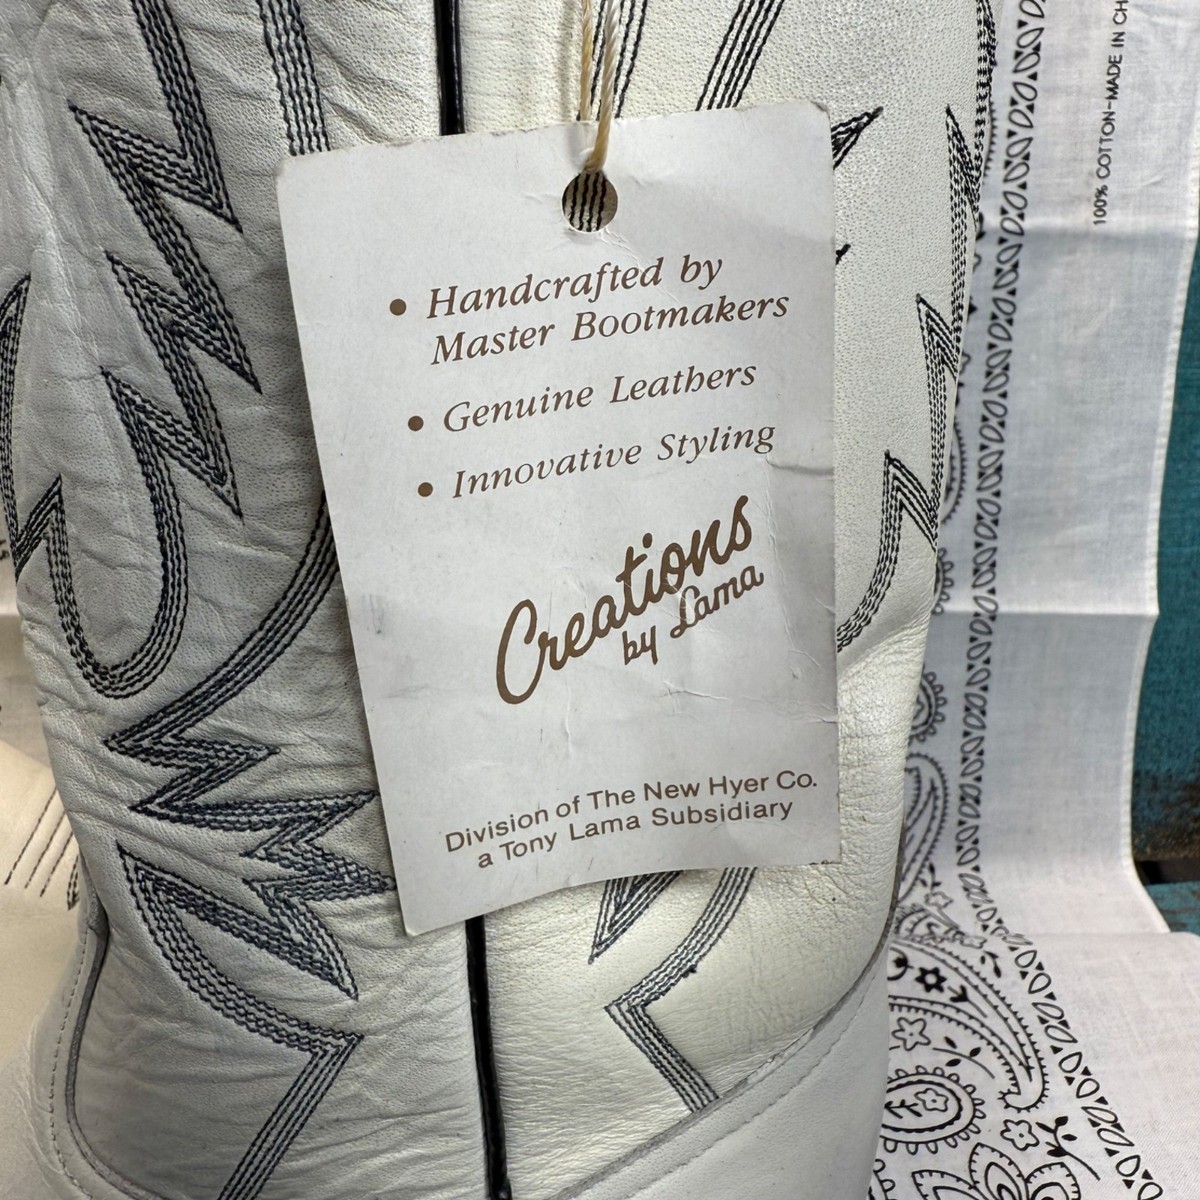 • Handcrafted by
Master Bootmakers
• Genuine Leathers
• Innovative Styling
Creations
by Lama
Division of The New Hyer Co.
a Tony Lama Subsidiary
100% COTTON-MADE IN CH